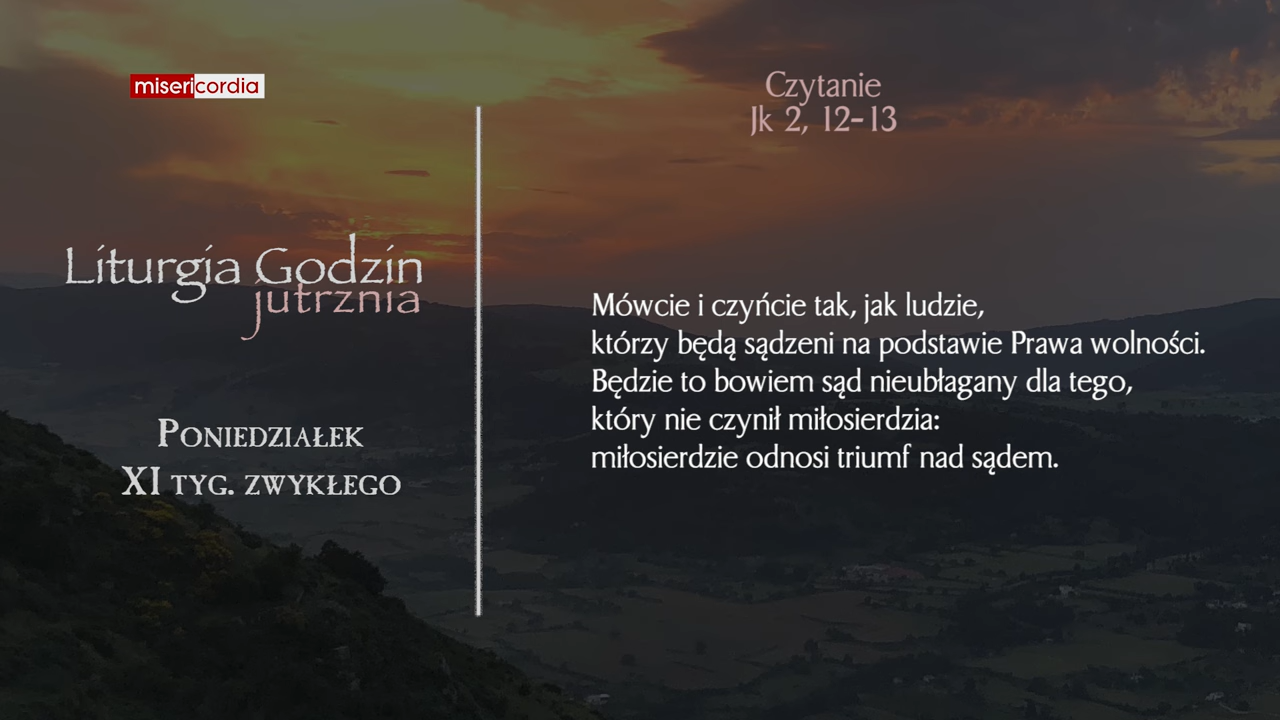 misericordia
Liturgia Godzin
jutrznia
Poniedziałek
XI tyg. zwykłego
Czytanie
Jk 2, 12-13
Mówcie i czyńcie tak, jak ludzie,
którzy będą sądzeni na podstawie Prawa wolności.
Będzie to bowiem sąd nieubłagany dla tego,
który nie czynił miłosierdzia:
miłosierdzie odnosi triumf nad sądem.